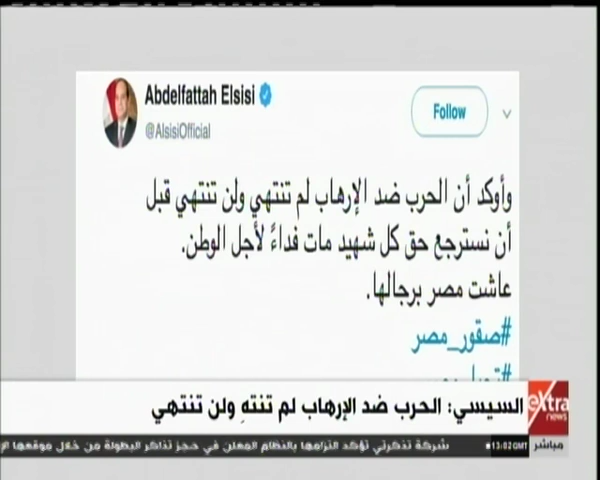 Abdelfattah Elsisi
@AlsisiOfficial
Follow
وأوكد أن الحرب ضد الإرهاب لم تنتهي ولن تنتهي قبل
أن نسترجع حق كل شهيد مات فداءً لأجل الوطن.
عاشت مصر برجالها.
#صقور_مصر
السيسي: الحرب ضد الإرهاب لم تنتهِ ولن تنتهي
extra
news
مباشر
13:02 GMT
شركة تذكرتي تؤكد التزامها بالنظام المعلن في حجز تذاكر البطولة من خلال موقعها